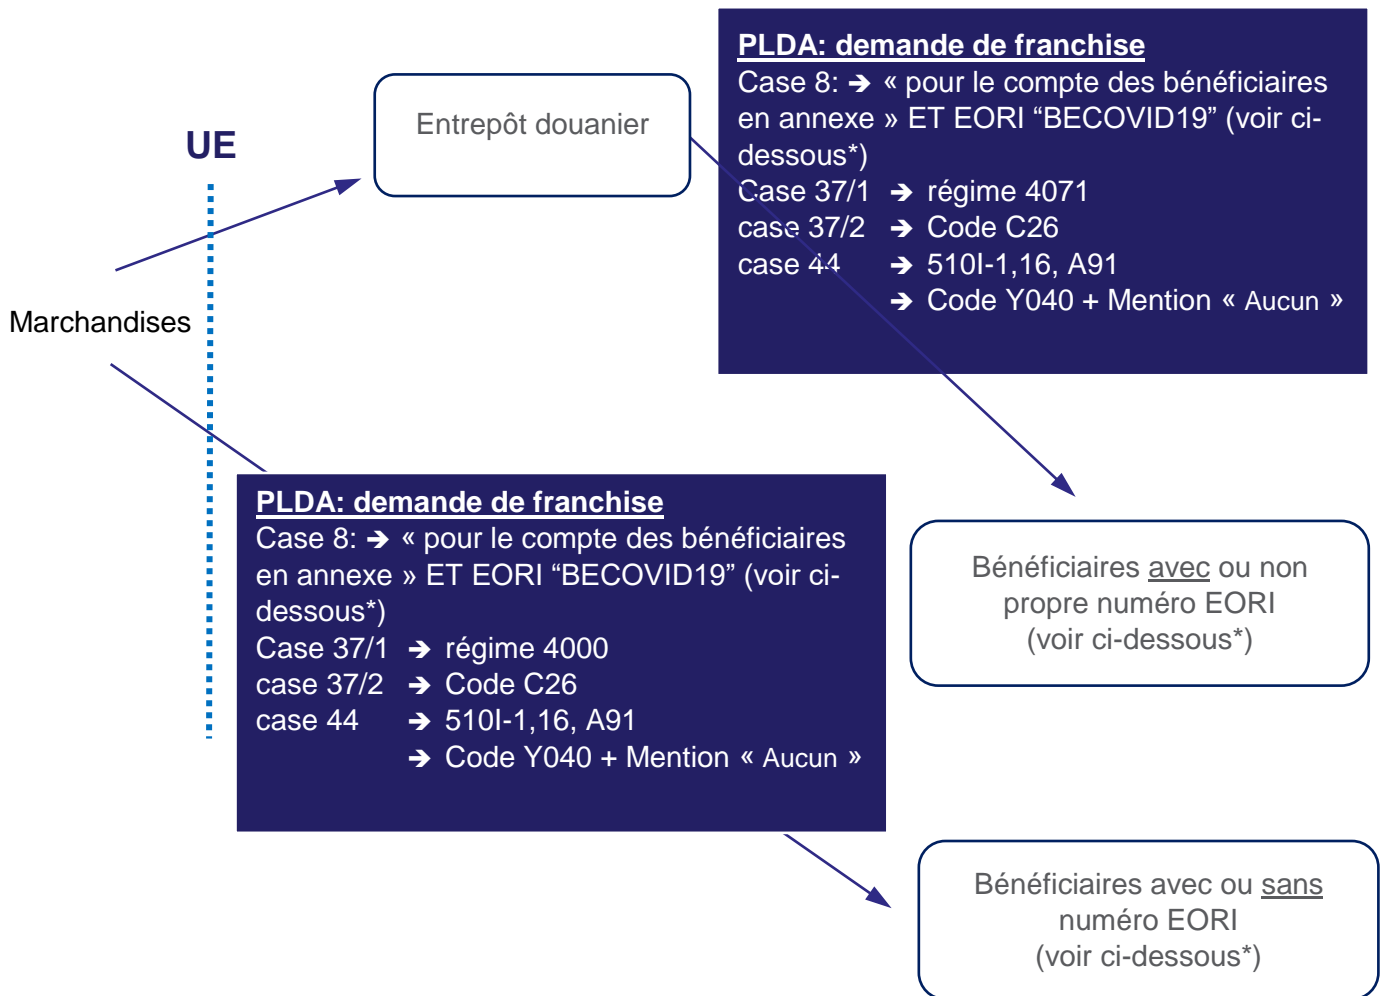 PLDA: demande de franchise
Case 8: ➔ « pour le compte des bénéficiaires
en annexe » ET EORI “BECOVID19” (voir ci-
dessous*)
Case 37/1 ➔ régime 4071
case 37/2 ➔ Code C26
case 44 ➔ 510I-1,16, A91
➔ Code Y040 + Mention « Aucun »
Entrepôt douanier
UE
Marchandises
PLDA: demande de franchise
Case 8: ➔ « pour le compte des bénéficiaires
en annexe » ET EORI “BECOVID19” (voir ci-
dessous*)
Case 37/1 ➔ régime 4000
case 37/2 ➔ Code C26
case 44 ➔ 510I-1,16, A91
➔ Code Y040 + Mention « Aucun »
Bénéficiaires avec ou non
propre numéro EORI
(voir ci-dessous*)
Bénéficiaires avec ou sans
numéro EORI
(voir ci-dessous*)